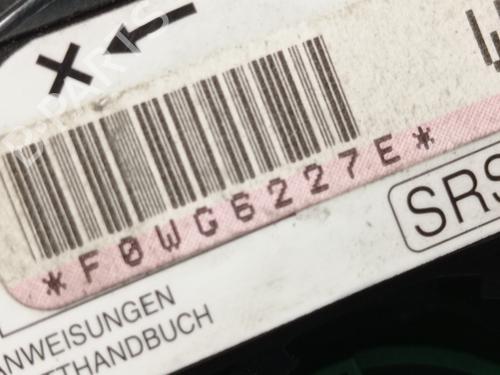 *F0WG6227E*
SRS
ANWEISUNGEN
THANDBUCH